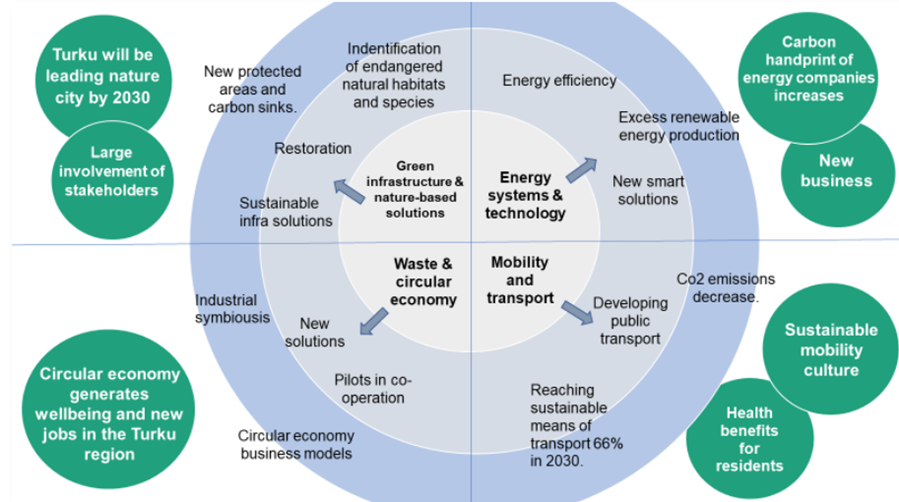 Turku will be
leading nature
city by 2030
Large
involvement of
stakeholders
New protected
areas and
carbon sinks.
Indentification
of endangered
natural habitats
and species
Restoration
Sustainable
infra solutions
Green
infrastructure &
nature-based
solutions
Energy efficiency
Excess renewable
energy production
New smart
solutions
Energy
systems &
technology
Carbon
handprint of
energy companies
increases
New
business
Waste &
circular
economy
Industrial
symbiousis
New
solutions
Pilots in co-
operation
Circular economy
business models
Circular economy
generates
wellbeing and new
jobs in the Turku
region
Mobility
and
transport
Developing
public
transport
Co2 emissions
decrease.
Reaching
sustainable
means of
transport 66%
in 2030.
Sustainable
mobility
culture
Health
benefits
for
residents